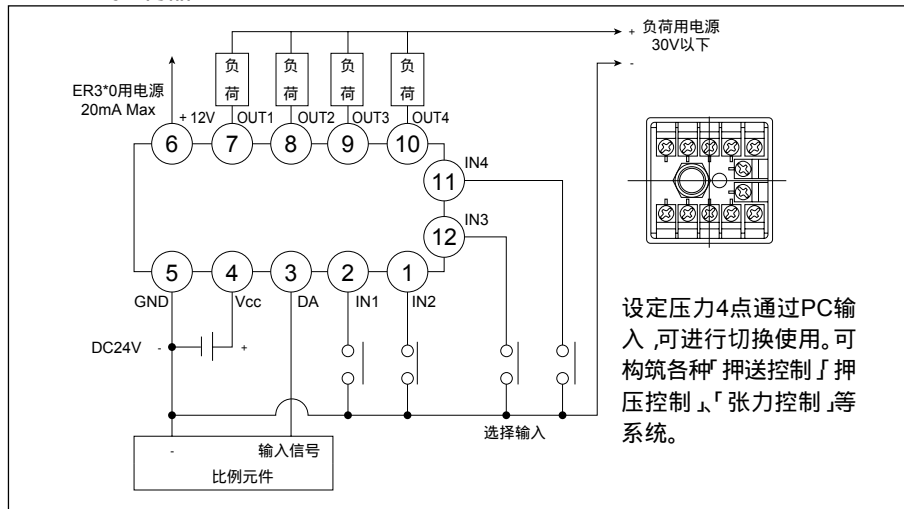 负荷用电源
+
30V以下
-
负荷
负荷
负荷
负荷
ER3*0用电源
20mA Max
+ 12V
OUT1
OUT2
OUT3
OUT4
6
7
8
9
10
11
IN4
12
IN3
5
4
3
2
1
GND
Vcc
DA
IN1
IN2
DC24V
-
+
选择输入
-
输入信号
比例元件
设定压力4点通过PC输
入 ,可进行切换使用。可
构筑各种「押送控制」「押
压控制」、「张力控制」等
系统。